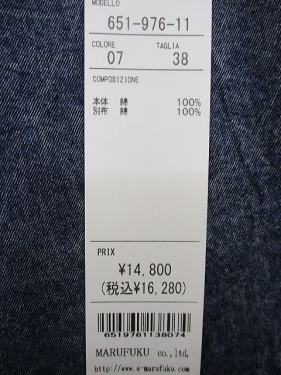 MODELLO
651-976-11
COLORE TAGLIA
07 38
COMPOSIZIONE
本体 綿 100%
別布 綿 100%
PRIX
¥14,800
(税込¥16,280)
6519761138074
MARUFUKU co.,ltd,
http://www.e-marufuku.com/